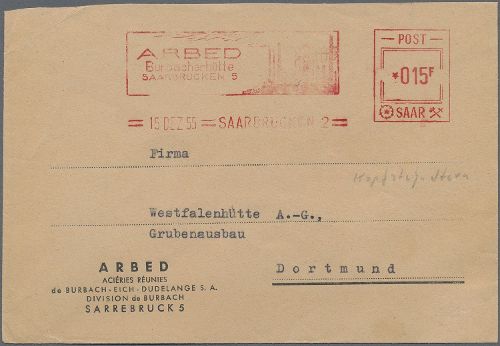 ARBED
Burbacherhütte
SAARBRÜCKEN 5
POST
*015F
SAAR
15 DEZ 55
SAARBRÜCKEN 2
Firma
Westfalenhütte A.-G.,
Grubenausbau
Dortmund
ARBED
ACIÉRIES RÉUNIES
de BURBACH-EICH-DUDELANGE S. A.
DIVISION de BURBACH
SARREBRUCK 5